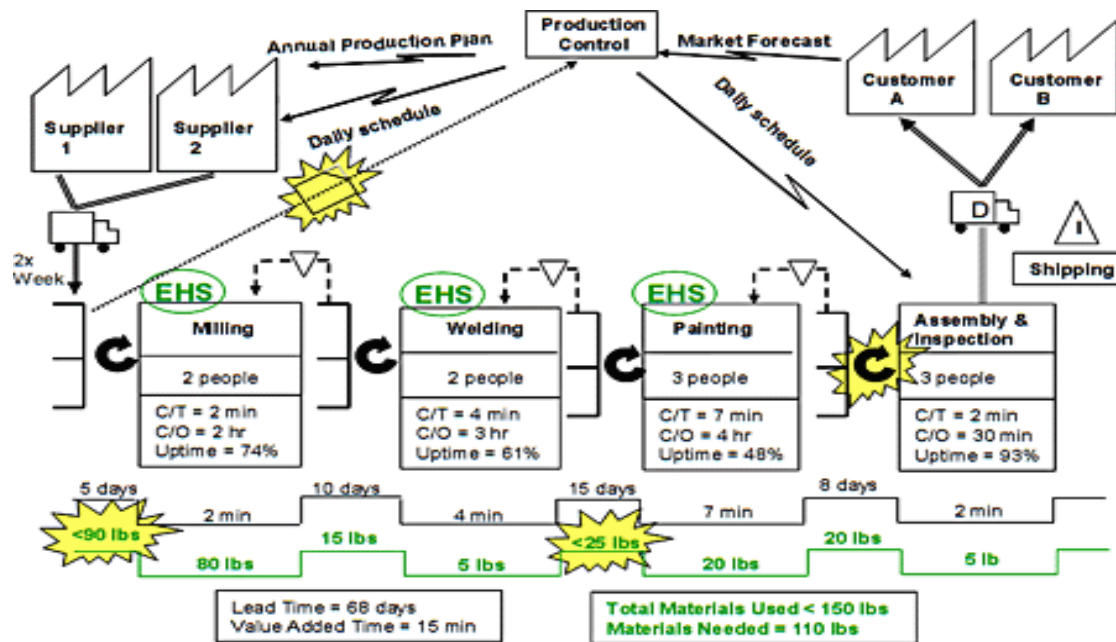 Production
Control
Annual Production Plan
Market Forecast
Supplier
1
Supplier
2
Customer
A
Customer
B
Daily schedule
Daily schedule
D
I
Shipping
2x
Week
EHS
EHS
EHS
Milling
Welding
Painting
Assembly &
Inspection
2 people
2 people
3 people
3 people
C/T = 2 min
C/O = 2 hr
Uptime = 74%
C/T = 4 min
C/O = 3 hr
Uptime = 61%
C/T = 7 min
C/O = 4 hr
Uptime = 48%
C/T = 2 min
C/O = 30 min
Uptime = 93%
5 days
10 days
15 days
8 days
2 min
4 min
7 min
2 min
<90 lbs
15 lbs
<25 lbs
20 lbs
80 lbs
5 lbs
20 lbs
5 lb
Lead Time = 68 days
Value Added Time = 15 min
Total Materials Used < 150 lbs
Materials Needed = 110 lbs